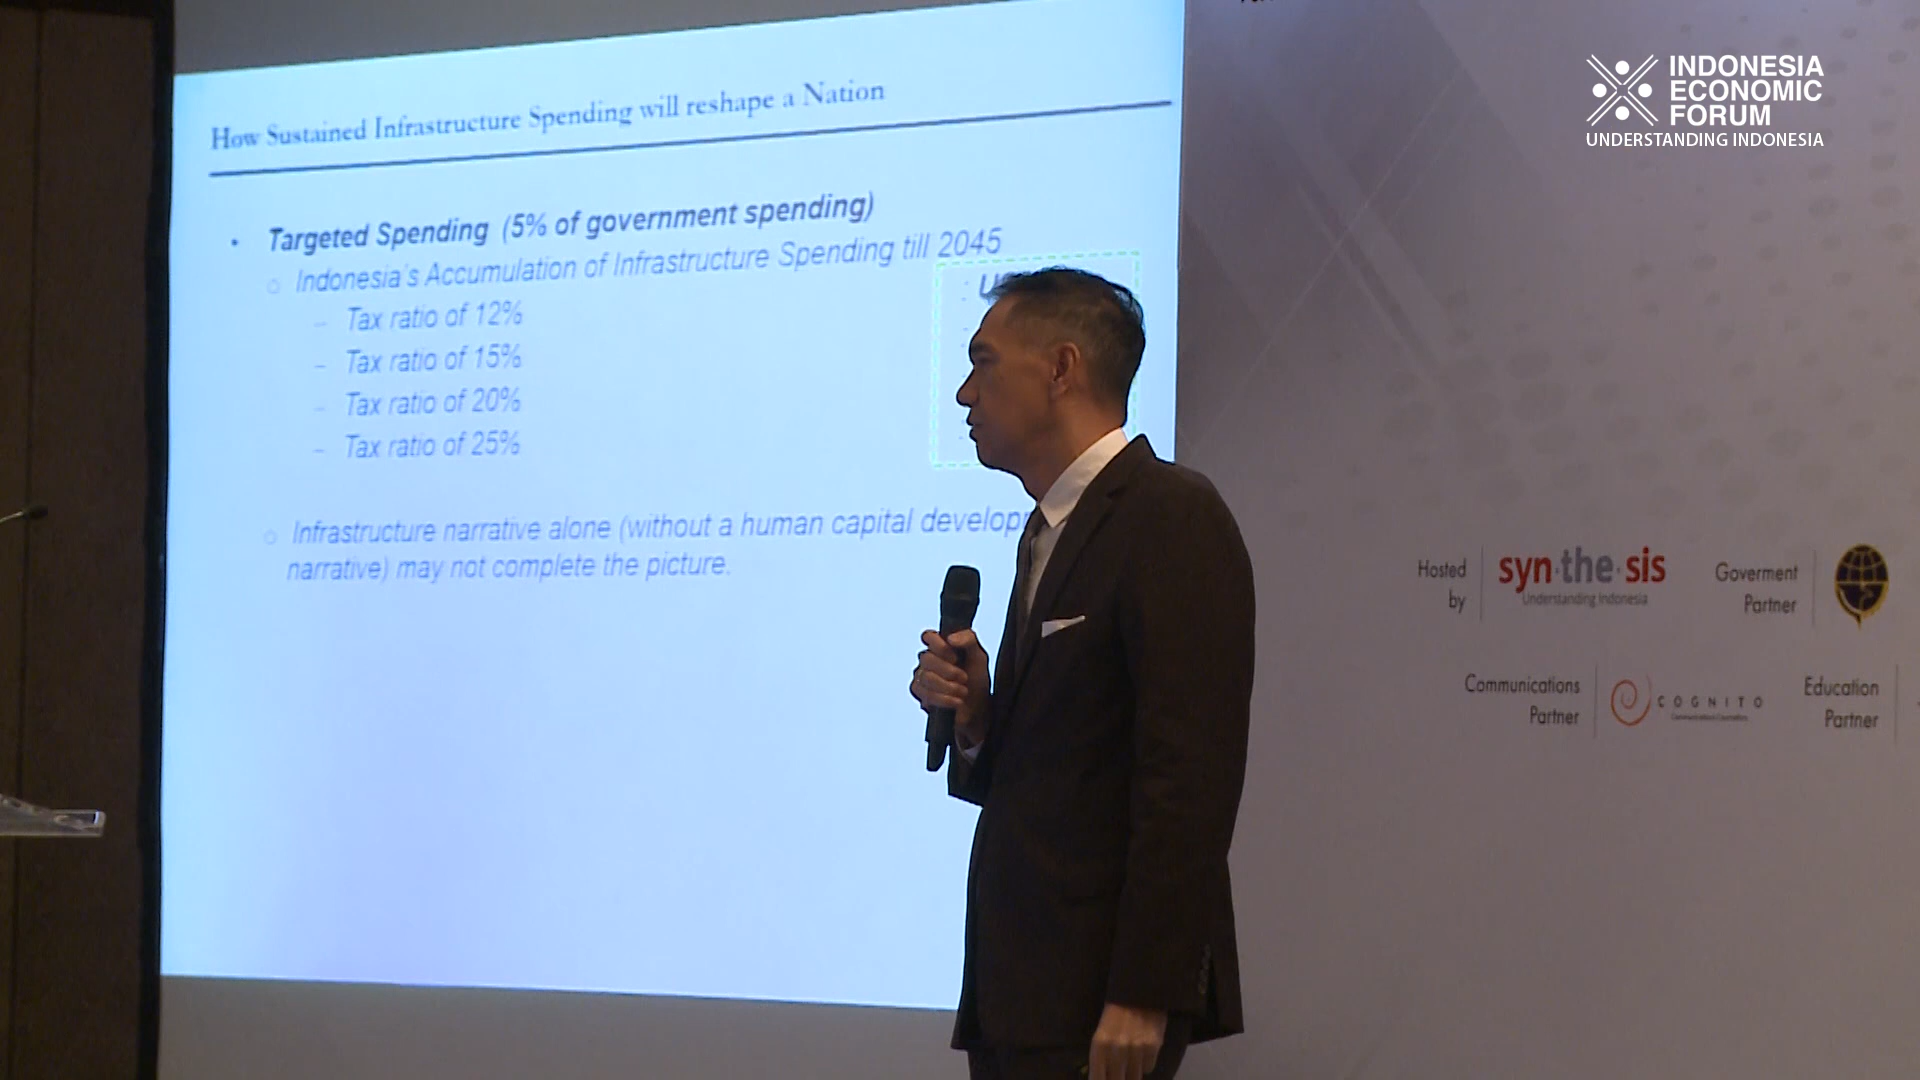 How Sustained Infrastructure Spending will reshape a Nation
• Targeted Spending (5% of government spending)
○ Indonesia's Accumulation of Infrastructure Spending till 2045
– Tax ratio of 12%
– Tax ratio of 15%
– Tax ratio of 20%
– Tax ratio of 25%
○ Infrastructure narrative alone (without a human capital
narrative) may not complete the picture.
INDONESIA
ECONOMIC
FORUM
UNDERSTANDING INDONESIA
Hosted
by
syn·the·sis
Understanding Indonesia
Goverment
Partner
Communications
Partner
COGNITO
Education
Partner